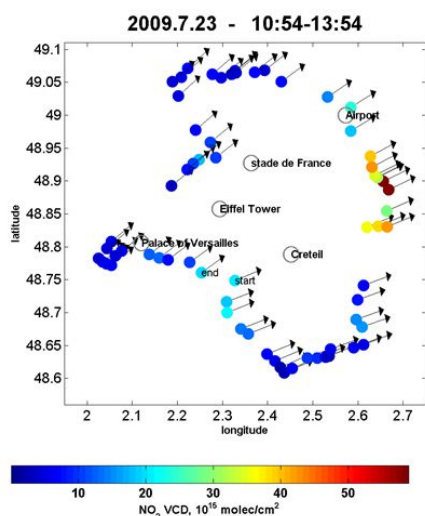 2009.7.23 - 10:54-13:54
49.1
49.05
49
48.95
48.9
48.85
48.8
48.75
48.7
48.65
48.6
latitude
Airport
stade de France
Eiffel Tower
Palace of Versailles
Creteil
end
start
2 2.1 2.2 2.3 2.4 2.5 2.6 2.7
longitude
10 20 30 40 50
NO₂ VCD, 10¹⁵ molec/cm²